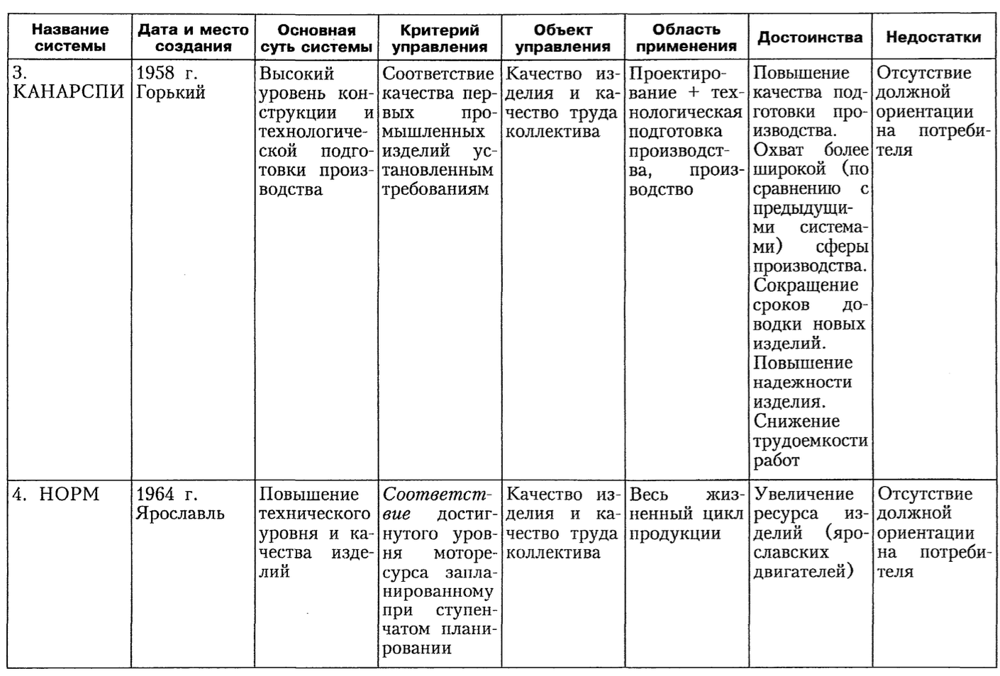 Название системы
Дата и место создания
Основная суть системы
Критерий управления
Объект управления
Область применения
Достоинства
Недостатки
3.
КАНАРСПИ
1958 г.
Горький
Высокий
уровень кон-
струкции и
технологиче-
ской подго-
товки произ-
водства
Соответствие
качества пер-
вых про-
мышленных
изделий ус-
тановленным
требованиям
Качество из-
делия и ка-
чество труда
коллектива
Проектиро-
вание + тех-
нологическая
подготовка
производст-
ва, произ-
водство
Повышение
качества под-
готовки про-
изводства.
Охват более
широкой (по
сравнению с
предыдущи-
ми система-
ми) сферы
производства.
Сокращение
сроков до-
водки новых
изделий.
Повышение
надежности
изделия.
Снижение
трудоемкости
работ
Отсутствие
должной
ориентации
на потреби-
теля
4. НОРМ
1964 г.
Ярославль
Повышение
технического
уровня и ка-
чества изде-
лий
Соответст-
вие достиг-
нутого уров-
ня моторе-
сурса запла-
нированному
при ступен-
чатом плани-
ровании
Качество из-
делия и ка-
чество труда
коллектива
Весь жиз-
ненный цикл
продукции
Увеличение
ресурса из-
делий (яро-
славских
двигателей)
Отсутствие
должной
ориентации
на потреби-
теля